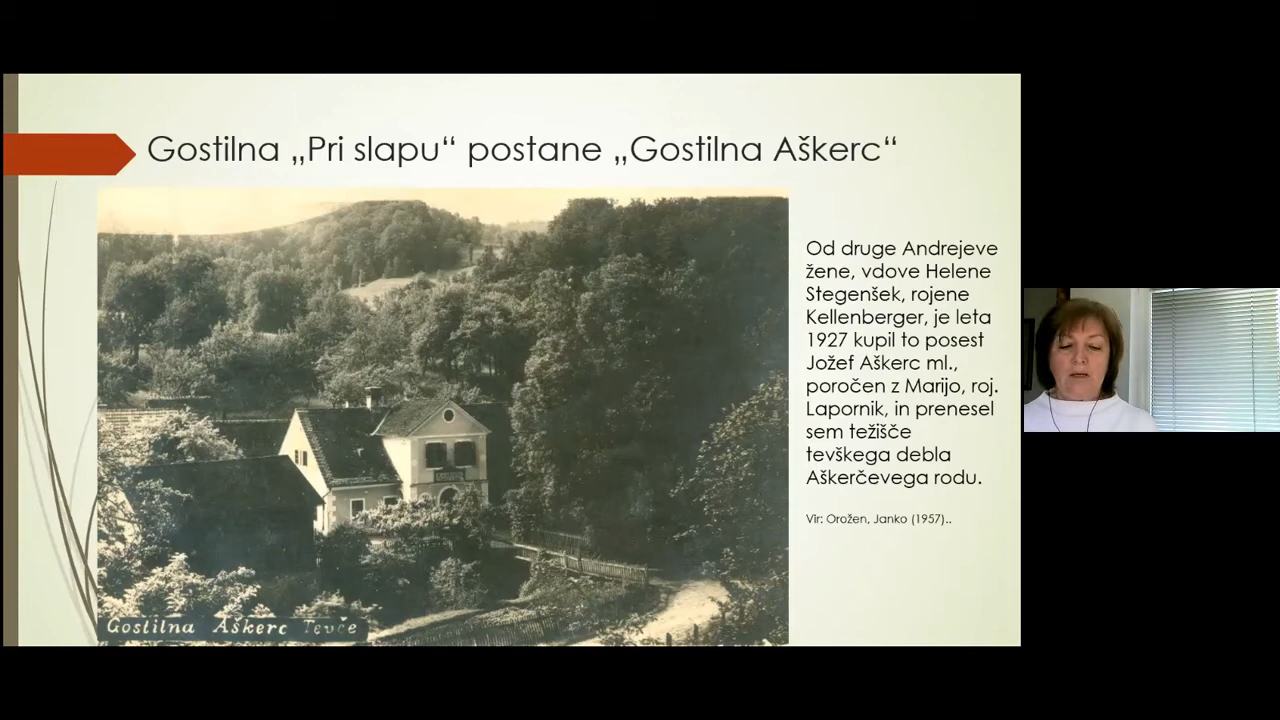 Gostilna „Pri slapu“ postane „Gostilna Aškerc“
Od druge Andrejeve
žene, vdove Helene
Stegenšek, rojene
Kellenberger, je leta
1927 kupil to posest
Jožef Aškerc ml.,
poročen z Marijo, roj.
Lapornik, in prenesel
sem težišče
tevškega debla
Aškerčevega rodu.
Vir: Orožen, Janko (1957)..
Gostilna Aškerc Tevče